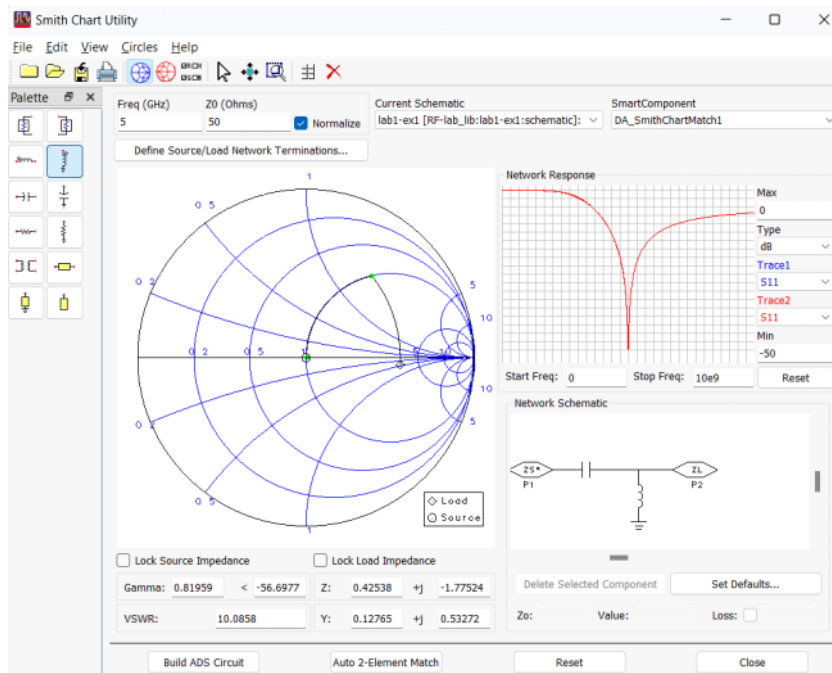 Smith Chart Utility
File Edit View Circles Help
Palette
Freq (GHz)
5
Z0 (Ohms)
50
Normalize
Current Schematic
lab1-ex1 [RF-lab_lib:lab1-ex1:schematic]:
SmartComponent
DA_SmithChartMatch1
Define Source/Load Network Terminations...
1
0 5
0 2
5
10
0 2
0 5
1
5
10
10
5
0 2
0 5
1
Load
Source
Network Response
Max
0
Type
dB
Trace1
S11
Trace2
S11
Min
-50
Start Freq: 0
Stop Freq: 10e9
Reset
Network Schematic
ZS*
P1
ZL
P2
Lock Source Impedance
Lock Load Impedance
Gamma: 0.81959 < -56.6977
Z: 0.42538 +j -1.77524
VSWR: 10.0858
Y: 0.12765 +j 0.53272
Delete Selected Component
Set Defaults...
Zo:
Value:
Loss:
Build ADS Circuit
Auto 2-Element Match
Reset
Close